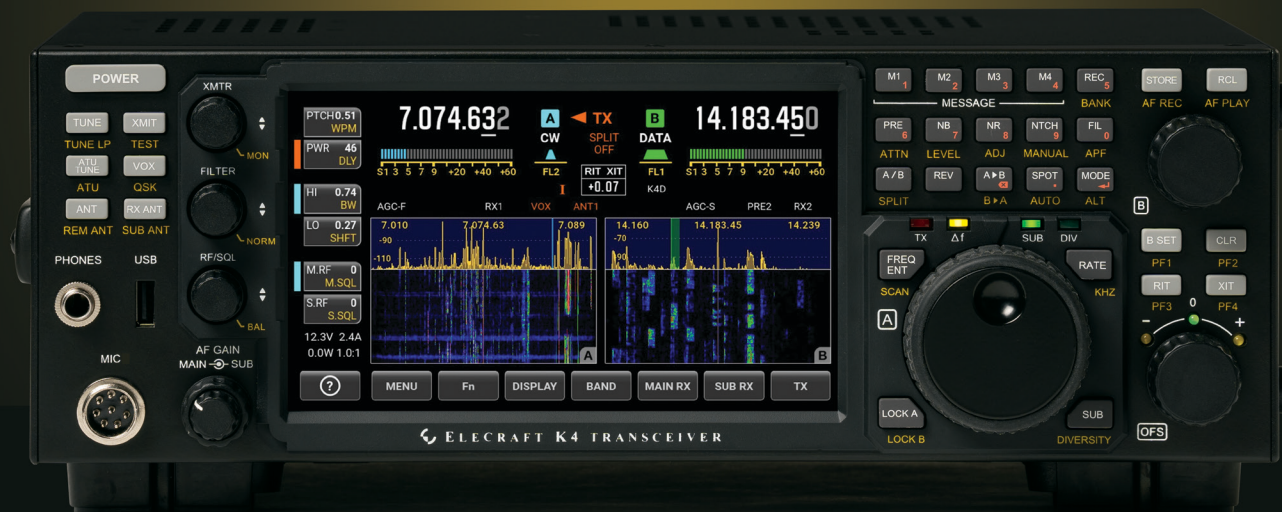 POWER
TUNE XMIT
TUNE LP TEST
ATU TUNE VOX
ATU QSK
ANT RX ANT
REM ANT SUB ANT
PHONES USB
MIC
XMTR
MON
FILTER
NORM
RF/SQL
BAL
AF GAIN
MAIN SUB
PTCH 0.51
WPM
PWR 46
DLY
HI 0.74
BW
LO 0.27
SHFT
M.RF 0
M.SQL
S.RF 0
S.SQL
12.3V 2.4A
0.0W 1.0:1
7.074.632 A TX B 14.183.450
CW SPLIT OFF DATA
S1 3 5 7 9 +20 +40 +60 FL2 RIT XIT FL1 S1 3 5 7 9 +20 +40 +60
I +0.07 K4D
AGC-F RX1 VOX ANT1 AGC-S PRE2 RX2
7.010 7.074.63 7.089 14.160 14.183.45 14.239
-90 -70
-110 -90
A B
? MENU Fn DISPLAY BAND MAIN RX SUB RX TX
ELECRAFT K4 TRANSCEIVER
M1 1 M2 2 M3 3 M4 4 REC 5
MESSAGE BANK
PRE 6 NB 7 NR 8 NTCH 9 FIL 0
ATTN LEVEL ADJ MANUAL APF
A/B REV A▸B SPOT . MODE
SPLIT B▸A AUTO ALT
STORE RCL
AF REC AF PLAY
B
TX Δf SUB DIV
FREQ ENT RATE
SCAN KHZ
A
LOCK A SUB
LOCK B DIVERSITY
B SET CLR
PF1 PF2
RIT XIT
PF3 0 PF4
- +
OFS